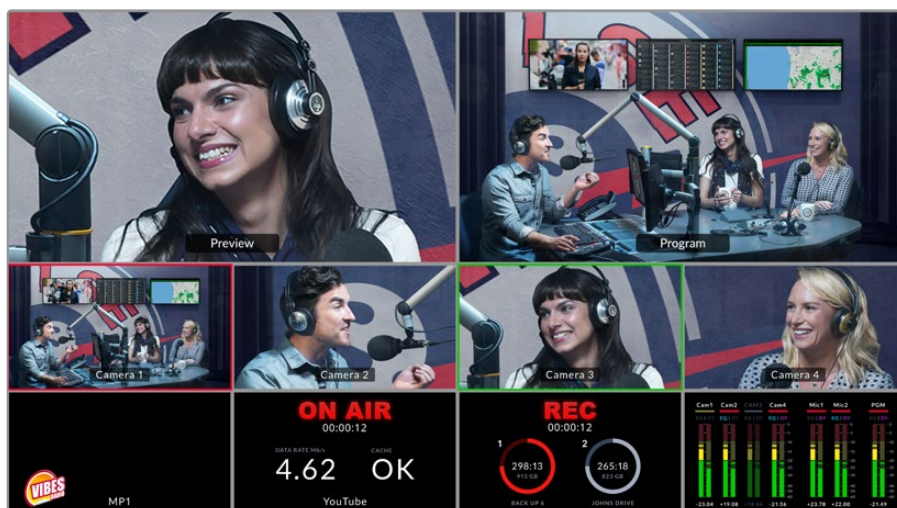 Preview
Program
Camera 1
Camera 2
Camera 3
Camera 4
VIBES
Radio
MP1
ON AIR
00:00:12
DATA RATE Mb/s
CACHE
4.62
OK
YouTube
REC
00:00:12
1
2
298:13
265:18
913 GB
823 GB
BACK UP 6
JOHNS DRIVE
Cam1 Cam2 CAM3 Cam4 Mic1 Mic2 PGM
-23.04 +19.08 -21.56 +23.78 +22.00 -21.49